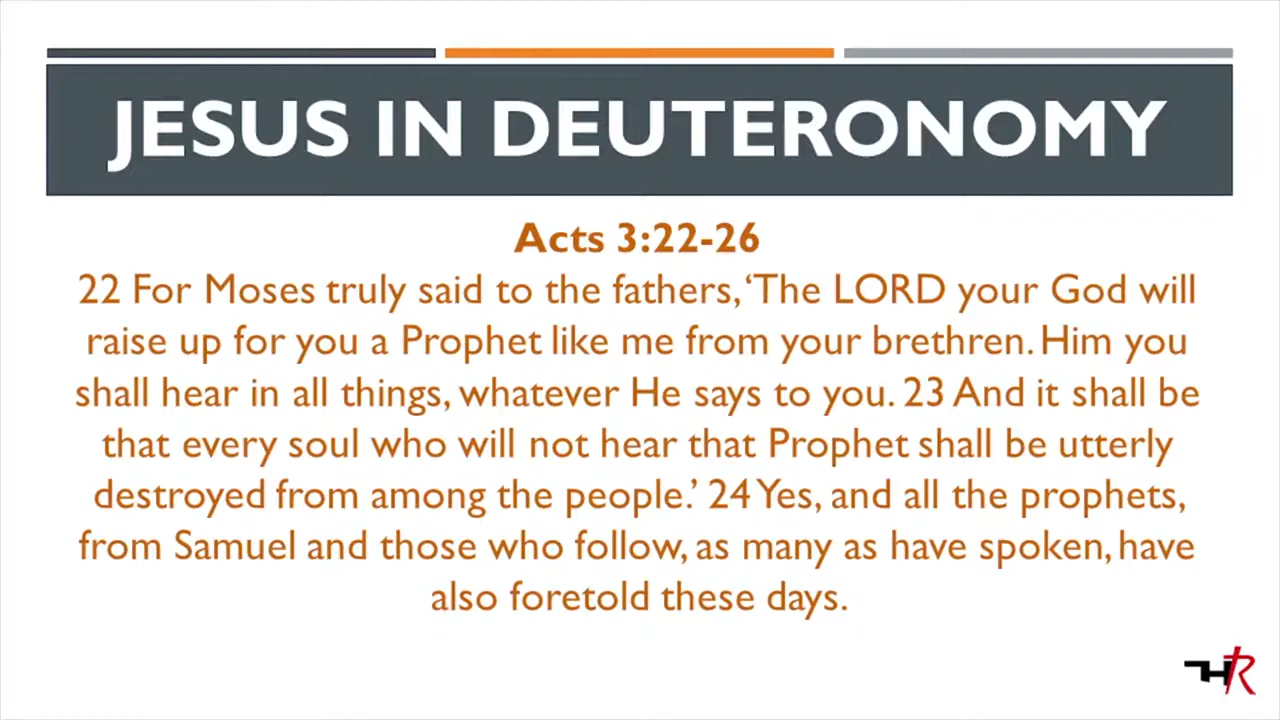 JESUS IN DEUTERONOMY
Acts 3:22-26
22 For Moses truly said to the fathers, ‘The LORD your God will
raise up for you a Prophet like me from your brethren. Him you
shall hear in all things, whatever He says to you. 23 And it shall be
that every soul who will not hear that Prophet shall be utterly
destroyed from among the people.’ 24 Yes, and all the prophets,
from Samuel and those who follow, as many as have spoken, have
also foretold these days.
HR